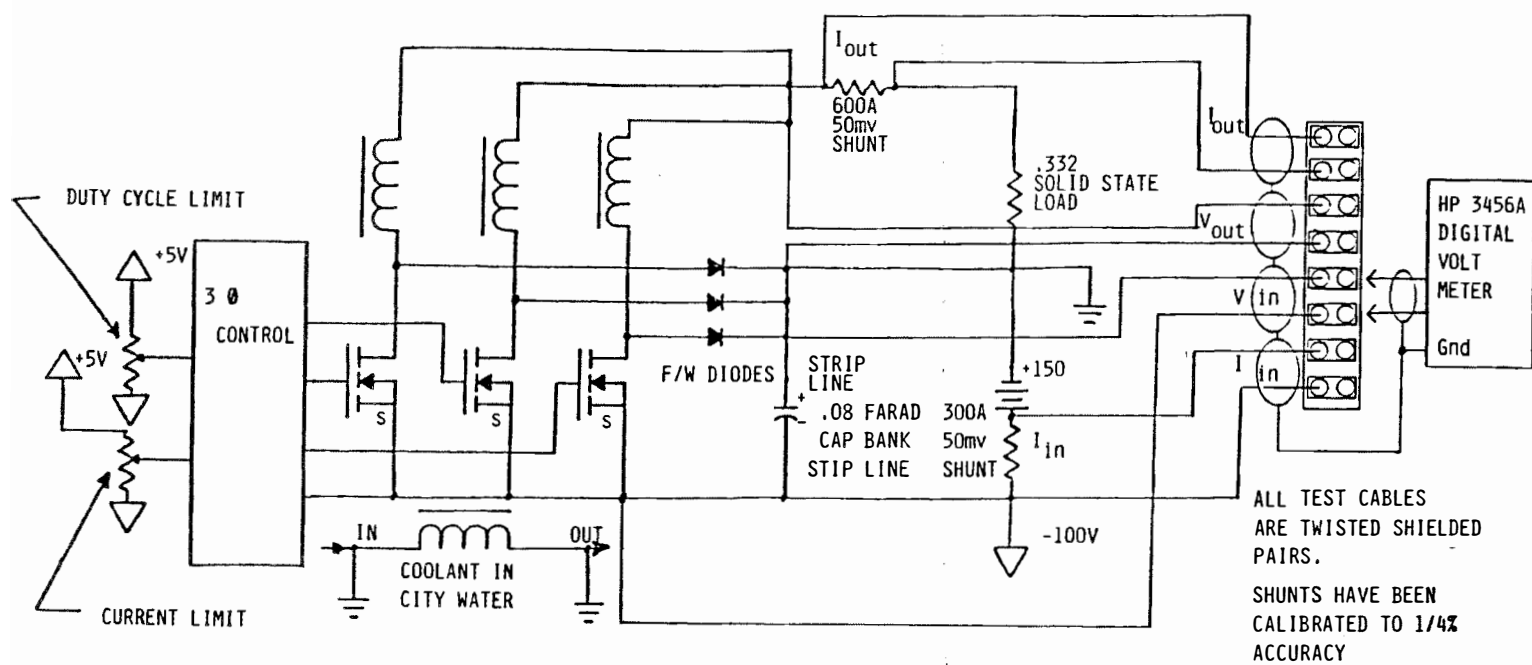 I out
600A
50mv
SHUNT
.332
SOLID STATE
LOAD
I out
V out
V in
I in
HP 3456A
DIGITAL
VOLT
METER
Gnd
DUTY CYCLE LIMIT
+5V
+5V
3 Ø
CONTROL
S
S
S
F/W DIODES
STRIP
LINE
+
-
.08 FARAD
CAP BANK
STIP LINE
+150
300A
50mv
SHUNT
I in
-100V
IN
OUT
COOLANT IN
CITY WATER
CURRENT LIMIT
ALL TEST CABLES
ARE TWISTED SHIELDED
PAIRS.
SHUNTS HAVE BEEN
CALIBRATED TO 1/4%
ACCURACY